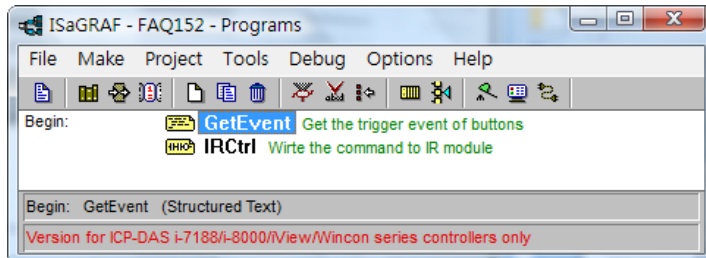 ISaGRAF - FAQ152 - Programs
File Make Project Tools Debug Options Help
Begin: GetEvent Get the trigger event of buttons
IRCtrl Wirte the command to IR module
Begin: GetEvent (Structured Text)
Version for ICP-DAS i-7188/i-8000/iView/Wincon series controllers only